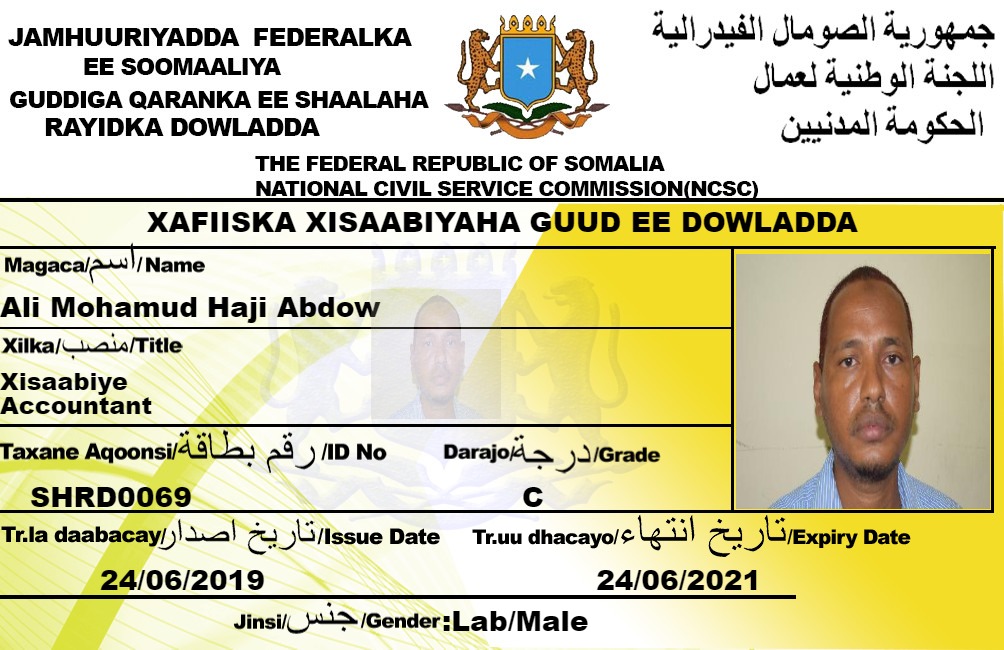 JAMHUURIYADDA FEDERALKA
EE SOOMAALIYA
GUDDIGA QARANKA EE SHAALAHA
RAYIDKA DOWLADDA
جمهورية الصومال الفيدرالية
اللجنة الوطنية لعمال
الحكومة المدنيين
THE FEDERAL REPUBLIC OF SOMALIA
NATIONAL CIVIL SERVICE COMMISSION(NCSC)
XAFIISKA XISAABIYAHA GUUD EE DOWLADDA
Magaca/اسم/Name
Ali Mohamud Haji Abdow
Xilka/منصب/Title
Xisaabiye
Accountant
Taxane Aqoonsi/رقم بطاقة/ID No
Darajo/درجة/Grade
SHRD0069
C
Tr.la daabacay/تاريخ اصدار/Issue Date
Tr.uu dhacayo/تاريخ انتهاء/Expiry Date
24/06/2019
24/06/2021
Jinsi/جنس/Gender:Lab/Male